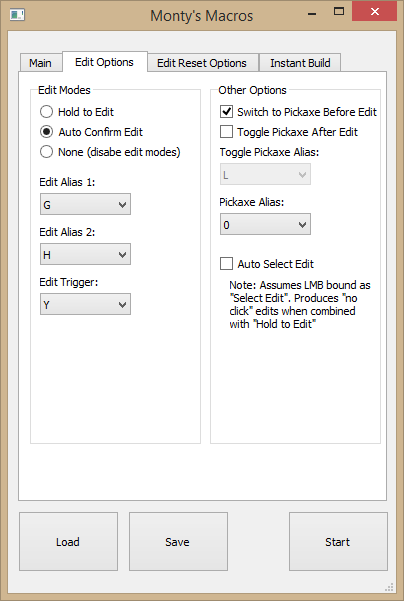 Monty's Macros
Main
Edit Options
Edit Reset Options
Instant Build
Edit Modes
Hold to Edit
Auto Confirm Edit
None (disabe edit modes)
Edit Alias 1:
G
Edit Alias 2:
H
Edit Trigger:
Y
Other Options
Switch to Pickaxe Before Edit
Toggle Pickaxe After Edit
Toggle Pickaxe Alias:
L
Pickaxe Alias:
0
Auto Select Edit
Note: Assumes LMB bound as
"Select Edit". Produces "no
click" edits when combined
with "Hold to Edit"
Load
Save
Start